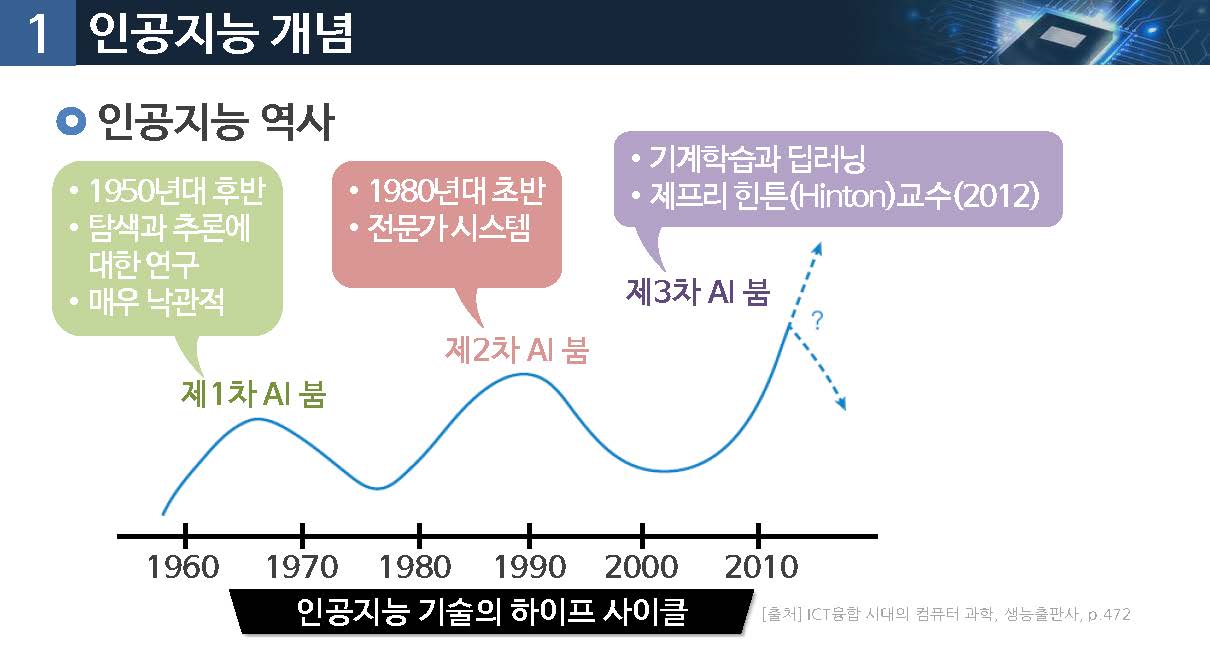 1 인공지능 개념
인공지능 역사
• 1950년대 후반
• 탐색과 추론에
대한 연구
• 매우 낙관적
제1차 AI 붐
• 1980년대 초반
• 전문가 시스템
제2차 AI 붐
• 기계학습과 딥러닝
• 제프리 힌튼(Hinton)교수(2012)
제3차 AI 붐
?
1960 1970 1980 1990 2000 2010
인공지능 기술의 하이프 사이클
[출처] ICT융합 시대의 컴퓨터 과학, 생능출판사, p.472